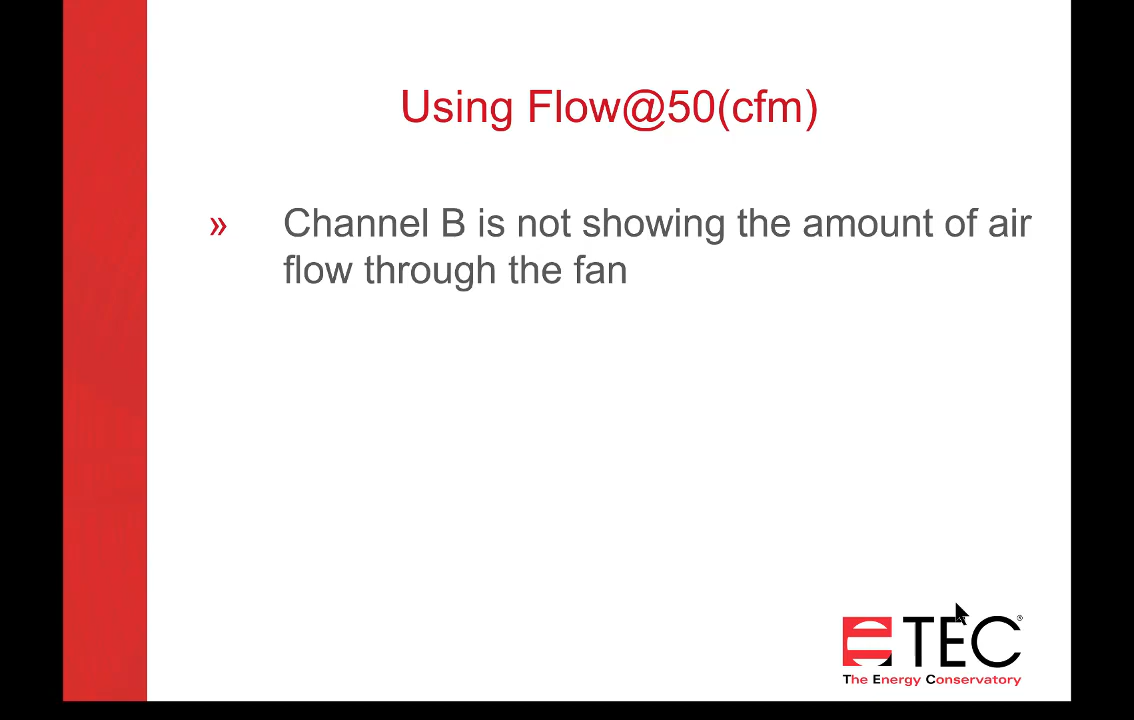 Using Flow@50(cfm)
» Channel B is not showing the amount of air
flow through the fan
TEC®
The Energy Conservatory